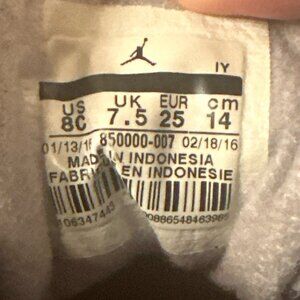 IY
US UK EUR cm
8C 7.5 25 14
01/13/16 850000-007 02/18/16
MADE IN INDONESIA
EN INDONESIE